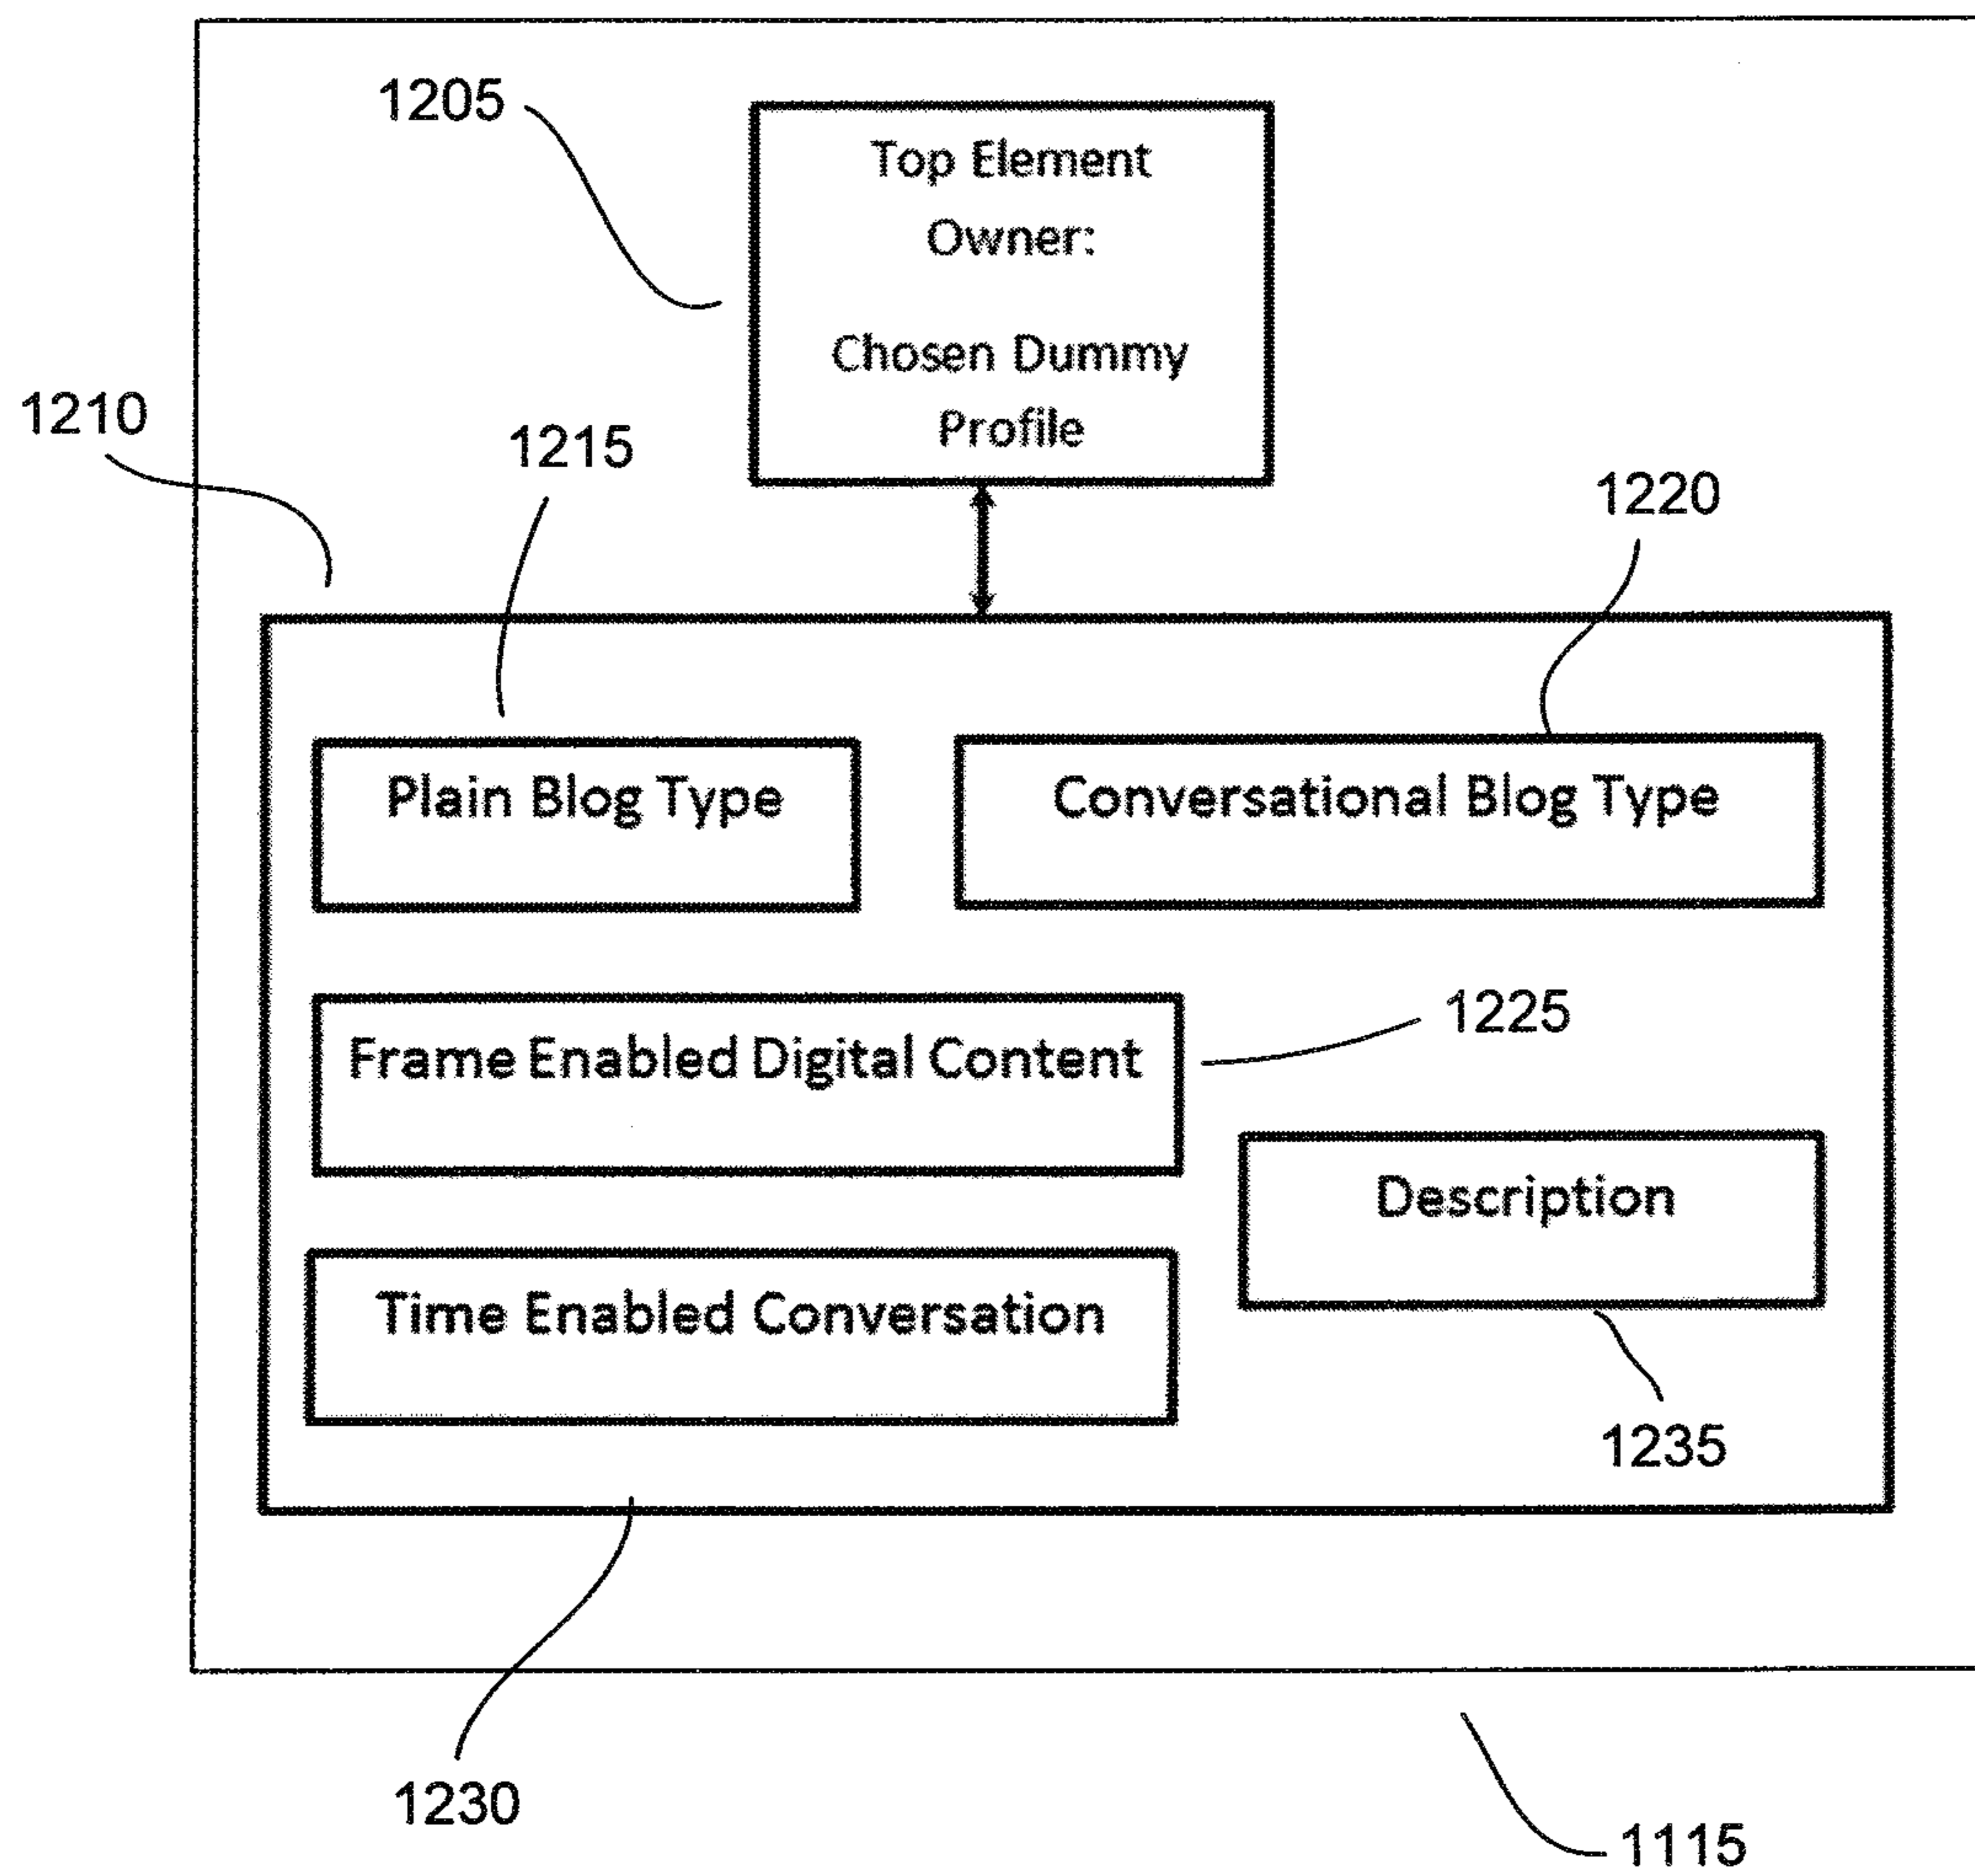 1205
Top Element
Owner:
Chosen Dummy
Profile
1210
1215
1220
Plain Blog Type
Conversational Blog Type
Frame Enabled Digital Content
1225
Description
Time Enabled Conversation
1235
1230
1115